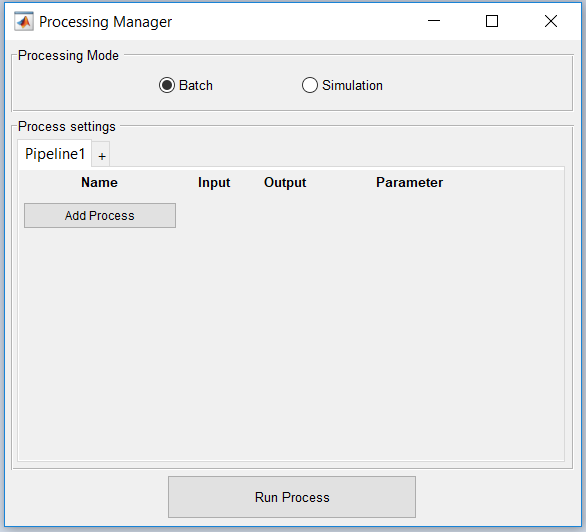 Processing Manager
Processing Mode
Batch Simulation
Process settings
Pipeline1 +
Name Input Output Parameter
Add Process
Run Process